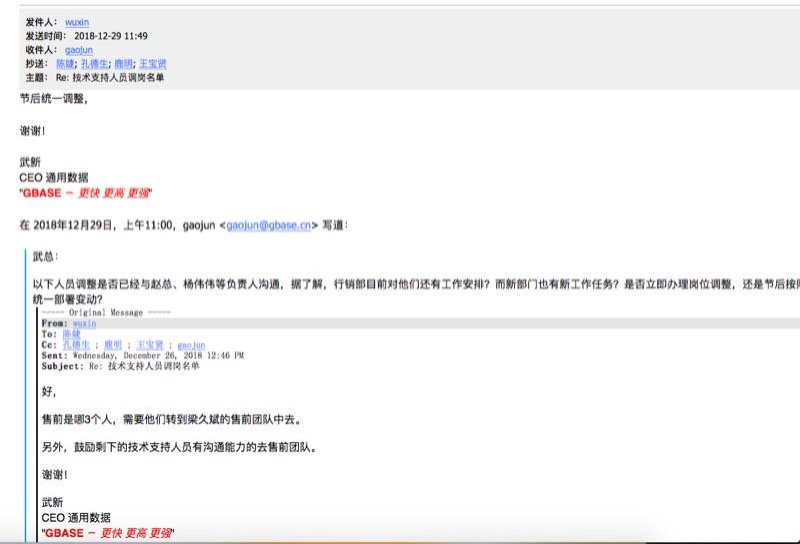 发件人： wuxin
发送时间： 2018-12-29 11:49
收件人： gaojun
抄送： 陈婕; 孔德生; 鹿明; 王宝贤
主题： Re: 技术支持人员调岗名单
节后统一调整，
谢谢！
武新
CEO 通用数据
"GBASE － 更快 更高 更强"
在 2018年12月29日，上午11:00，gaojun <gaojun@gbase.cn> 写道：
武总：
以下人员调整是否已经与赵总、杨伟伟等负责人沟通，据了解，行销部目前对他们还有工作安排？而新部门也有新工作任务？是否立即办理岗位调整，还是节后按
统一部署变动？
----- Original Message -----
From: wuxin
To: 陈婕
Cc: 孔德生 ; 鹿明 ; 王宝贤 ; gaojun
Sent: Wednesday, December 26, 2018 12:46 PM
Subject: Re: 技术支持人员调岗名单
好，
售前是哪3个人，需要他们转到梁久斌的售前团队中去。
另外，鼓励剩下的技术支持人员有沟通能力的去售前团队。
谢谢！
武新
CEO 通用数据
"GBASE － 更快 更高 更强"